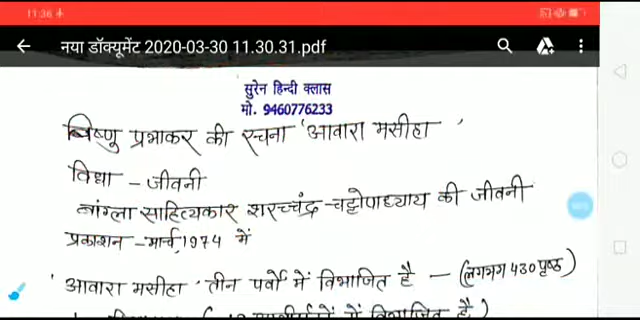 11:36
नया डॉक्यूमेंट 2020-03-30 11.30.31.pdf
सुरेन हिन्दी क्लास
मो. 9460776233
विष्णु प्रभाकर की रचना 'आवारा मसीहा '
विद्या - जीवनी
बांग्ला साहित्यकार शरच्चंद्र - चट्टोपाध्याय की जीवनी
प्रकाशन - मार्च,1974 में
' आवारा मसीहा ' तीन पर्वों में विभाजित है - (लगभग 430 पृष्ठ)
में विभाजित है )